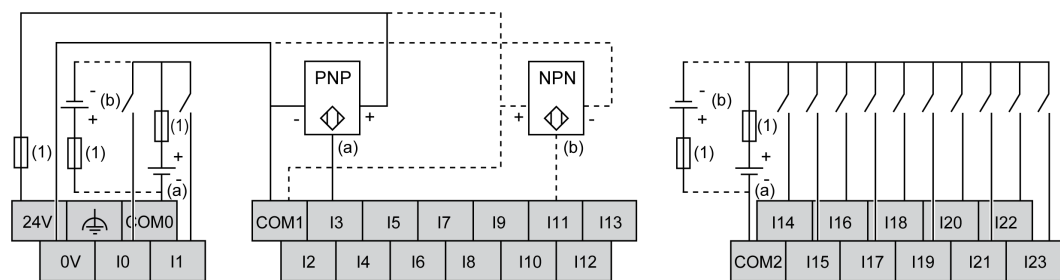 PNP NPN
- (b) - (b)
- + + -
+ (1) + (1)
(1) (1) + (a) (b) (1) +
- (a) - (a)
24V COM0 COM1 I3 I5 I7 I9 I11 I13 I14 I16 I18 I20 I22
0V I0 I1 I2 I4 I6 I8 I10 I12 COM2 I15 I17 I19 I21 I23